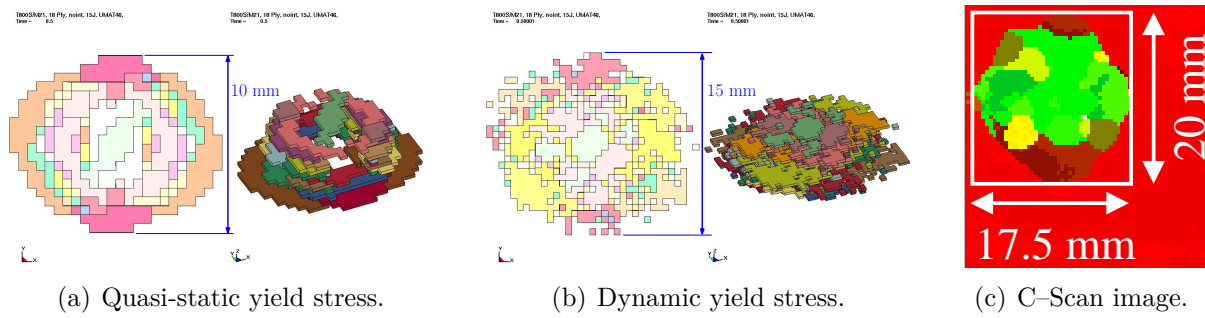 T800S/M21, 18 Ply, noint, 15J, UMAT46,
Time = 0.5
10 mm
Y
X
Y Z
X
T800S/M21, 18 Ply, noint, 15J, UMAT46,
Time = 0.50001
T800S/M21, 18 Ply, noint, 15J, UMAT46,
Time = 0.5
T800S/M21, 18 Ply, noint, 15J, UMAT46,
Time = 0.50001
15 mm
Y
X
Y Z
X
20 mm
17.5 mm
(a) Quasi-static yield stress.
(b) Dynamic yield stress.
(c) C–Scan image.